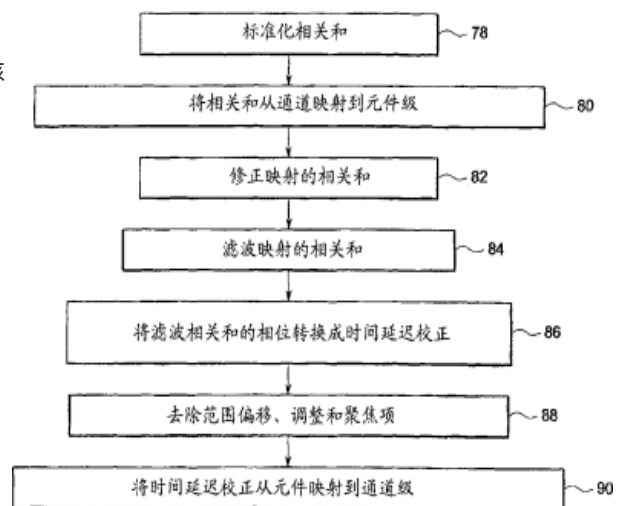 标准化相关和 78
将相关和从通道映射到元件级 80
修正映射的相关和 82
滤波映射的相关和 84
将滤波相关和的相位转换成时间延迟校正 86
去除范围偏移、调整和聚焦项 88
将时间延迟校正从元件映射到通道级 90